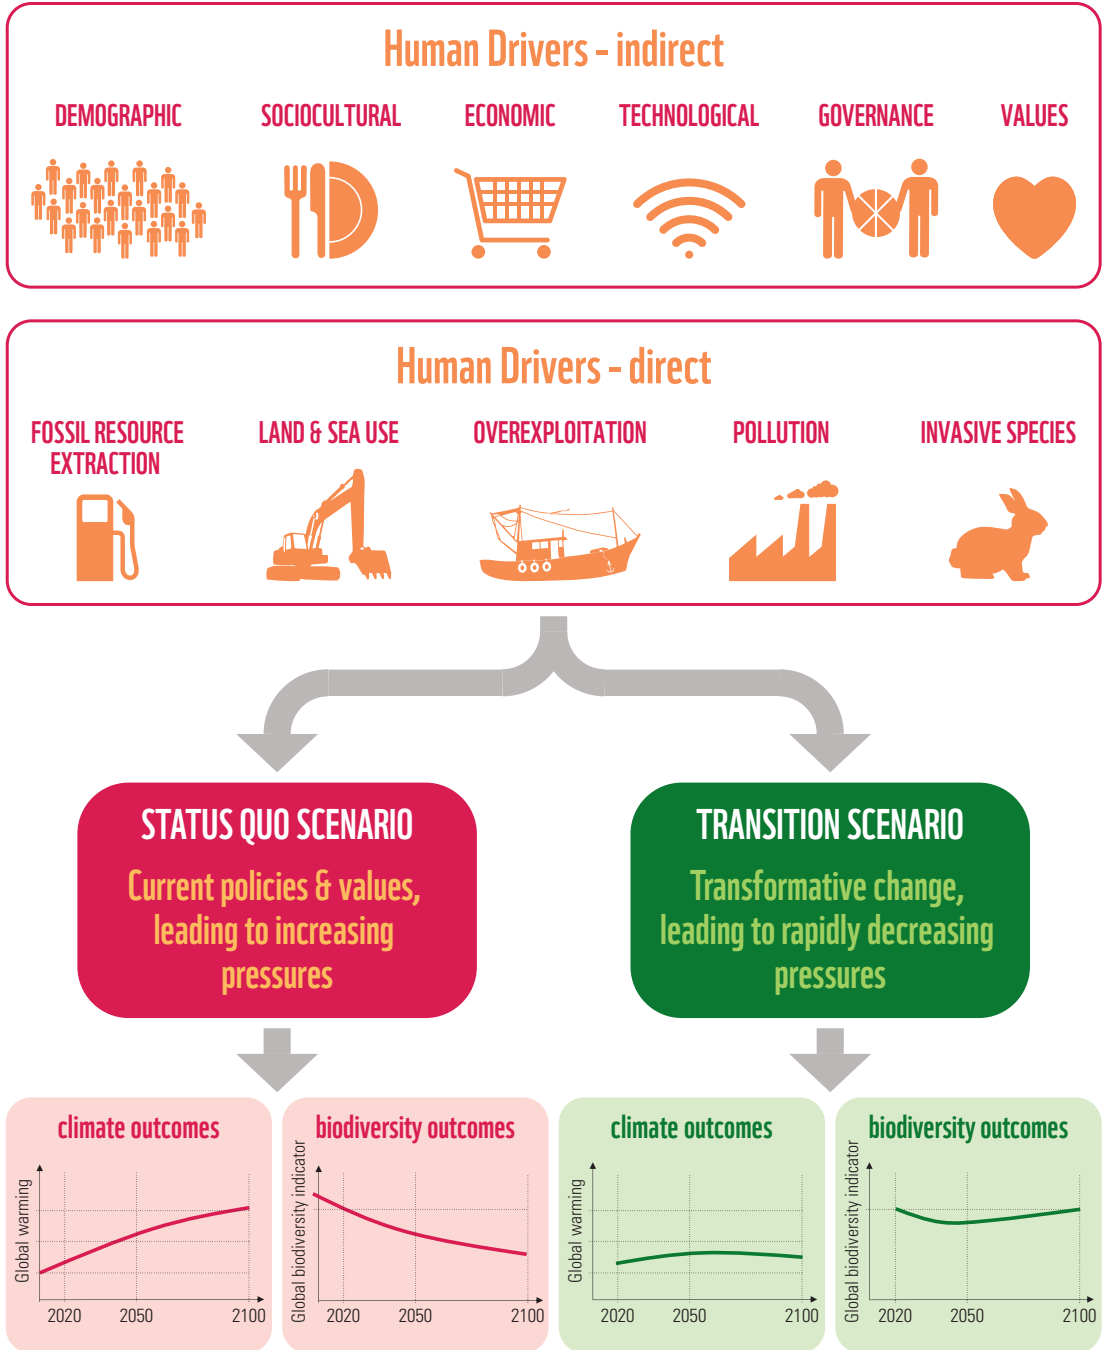 Human Drivers – indirect
DEMOGRAPHIC
SOCIOCULTURAL
ECONOMIC
TECHNOLOGICAL
GOVERNANCE
VALUES
Human Drivers – direct
FOSSIL RESOURCE
EXTRACTION
LAND & SEA USE
OVEREXPLOITATION
POLLUTION
INVASIVE SPECIES
STATUS QUO SCENARIO
Current policies & values,
leading to increasing
pressures
TRANSITION SCENARIO
Transformative change,
leading to rapidly decreasing
pressures
climate outcomes
Global warming
2020
2050
2100
biodiversity outcomes
Global biodiversity indicator
2020
2050
2100
climate outcomes
Global warming
2020
2050
2100
biodiversity outcomes
Global biodiversity indicator
2020
2050
2100